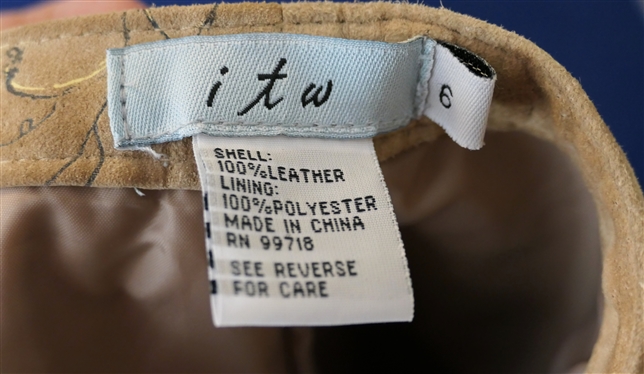 itw
6
SHELL:
100%LEATHER
LINING:
100%POLYESTER
MADE IN CHINA
RN 99718
SEE REVERSE
FOR CARE